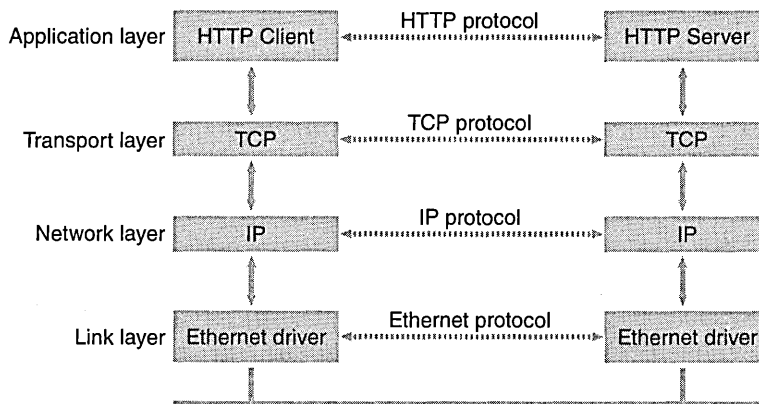 HTTP protocol
Application layer HTTP Client HTTP Server
TCP protocol
Transport layer TCP TCP
IP protocol
Network layer IP IP
Ethernet protocol
Link layer Ethernet driver Ethernet driver